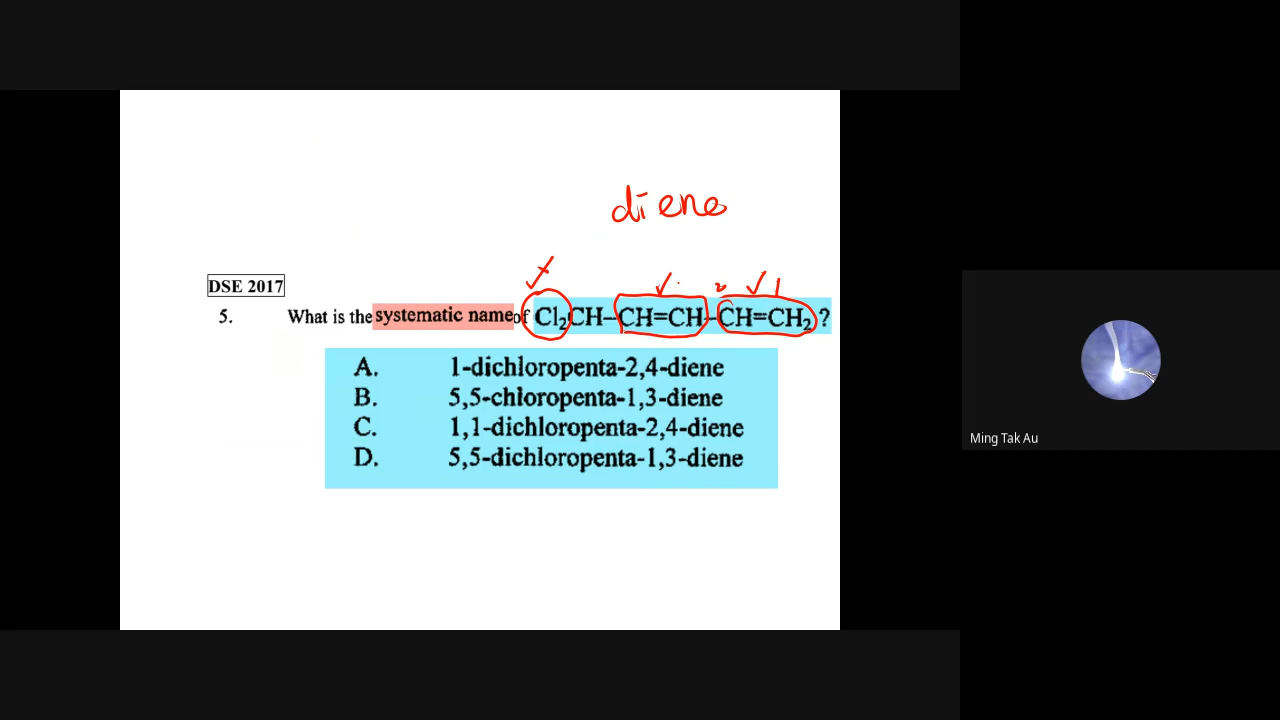 diene
DSE 2017
2 1
5. What is the systematic name of Cl₂CH–CH=CH–CH=CH₂ ?
A. 1-dichloropenta-2,4-diene
B. 5,5-chloropenta-1,3-diene
C. 1,1-dichloropenta-2,4-diene
D. 5,5-dichloropenta-1,3-diene
Ming Tak Au